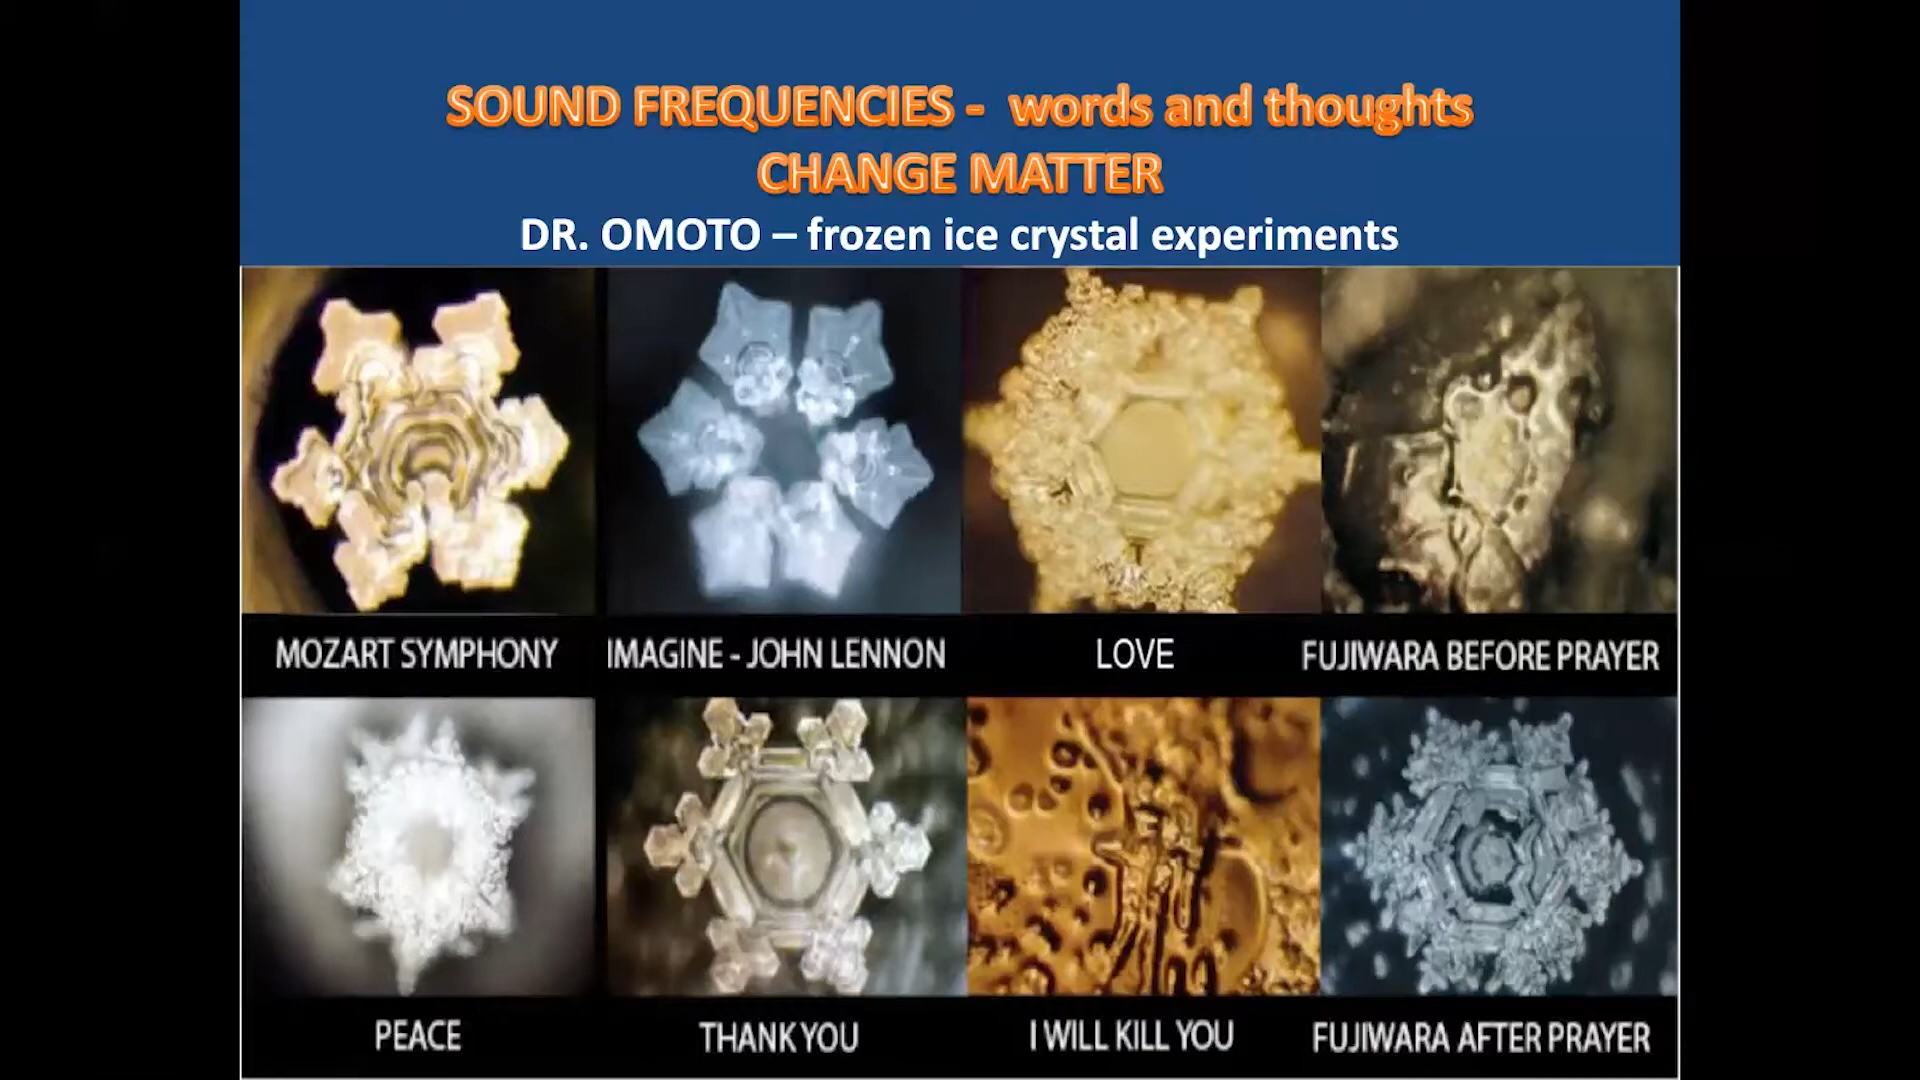 SOUND FREQUENCIES - words and thoughts
CHANGE MATTER
DR. OMOTO – frozen ice crystal experiments
MOZART SYMPHONY
IMAGINE - JOHN LENNON
LOVE
FUJIWARA BEFORE PRAYER
PEACE
THANK YOU
I WILL KILL YOU
FUJIWARA AFTER PRAYER